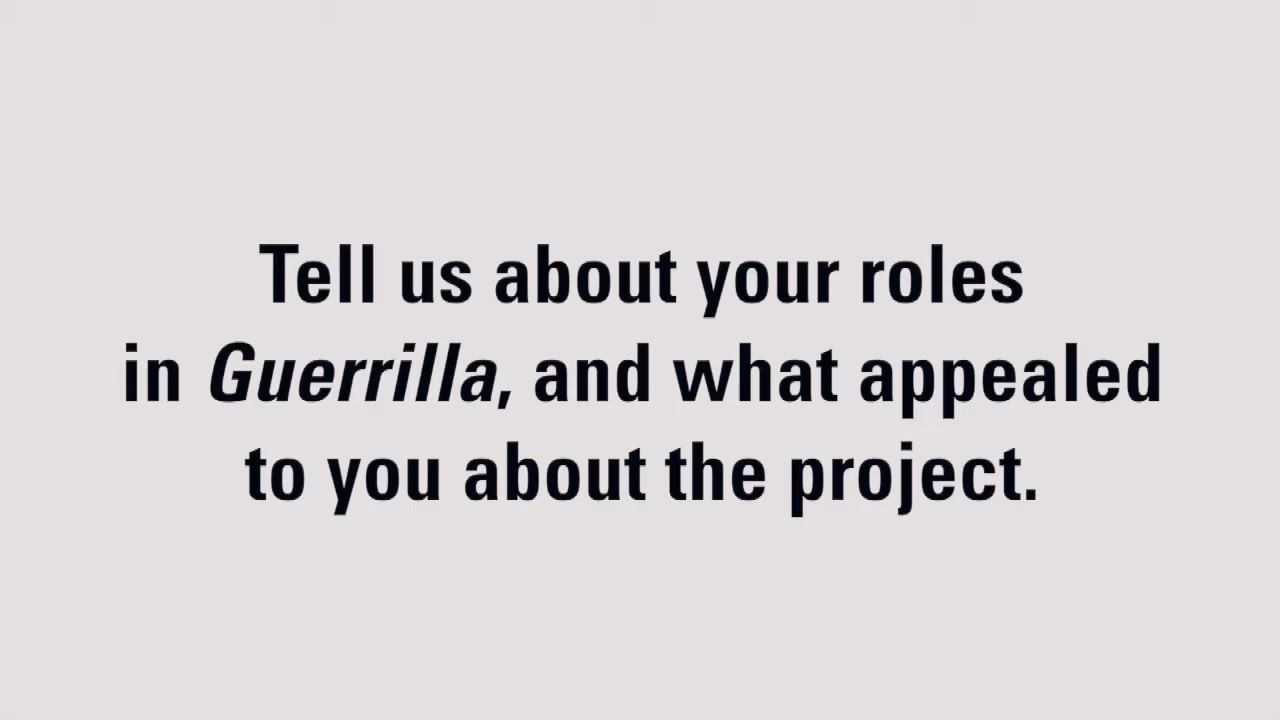 Tell us about your roles
in Guerrilla, and what appealed
to you about the project.